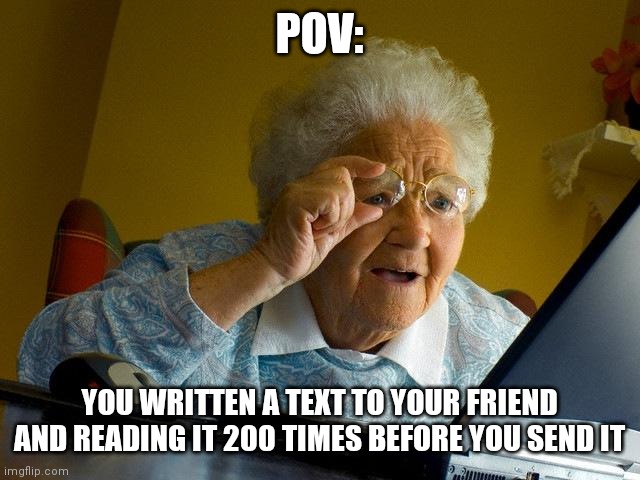 POV:
YOU WRITTEN A TEXT TO YOUR FRIEND
AND READING IT 200 TIMES BEFORE YOU SEND IT
imgflip.com